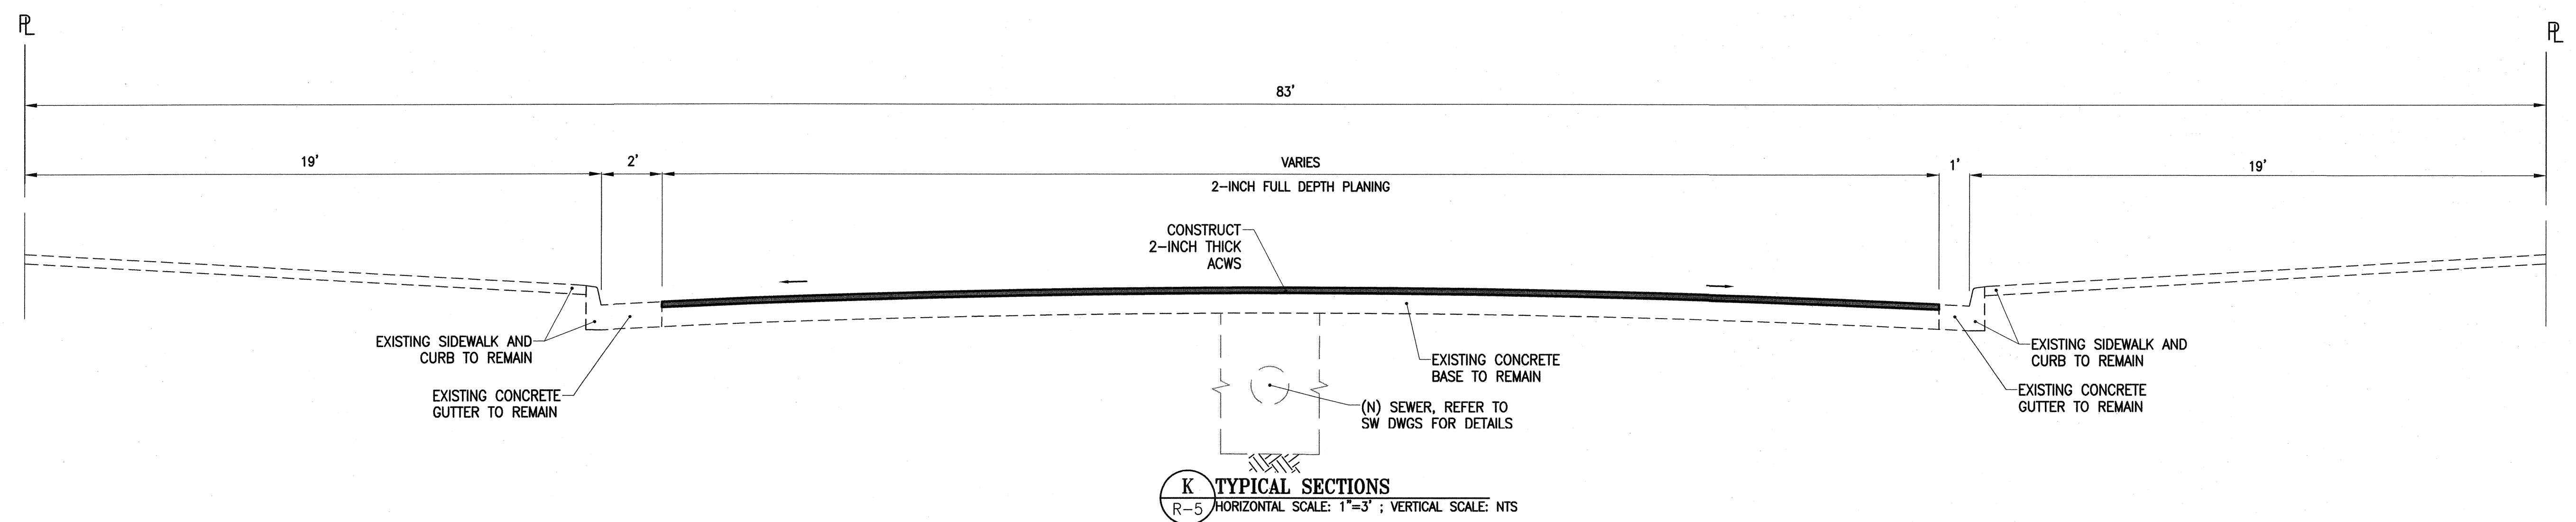 PL
PL
83'
19'
2'
VARIES
1'
19'
2-INCH FULL DEPTH PLANING
CONSTRUCT
2-INCH THICK
ACWS
EXISTING SIDEWALK AND
CURB TO REMAIN
EXISTING CONCRETE
GUTTER TO REMAIN
EXISTING CONCRETE
BASE TO REMAIN
(N) SEWER, REFER TO
SW DWGS FOR DETAILS
EXISTING SIDEWALK AND
CURB TO REMAIN
EXISTING CONCRETE
GUTTER TO REMAIN
K
R-5
TYPICAL SECTIONS
HORIZONTAL SCALE: 1"=3' ; VERTICAL SCALE: NTS